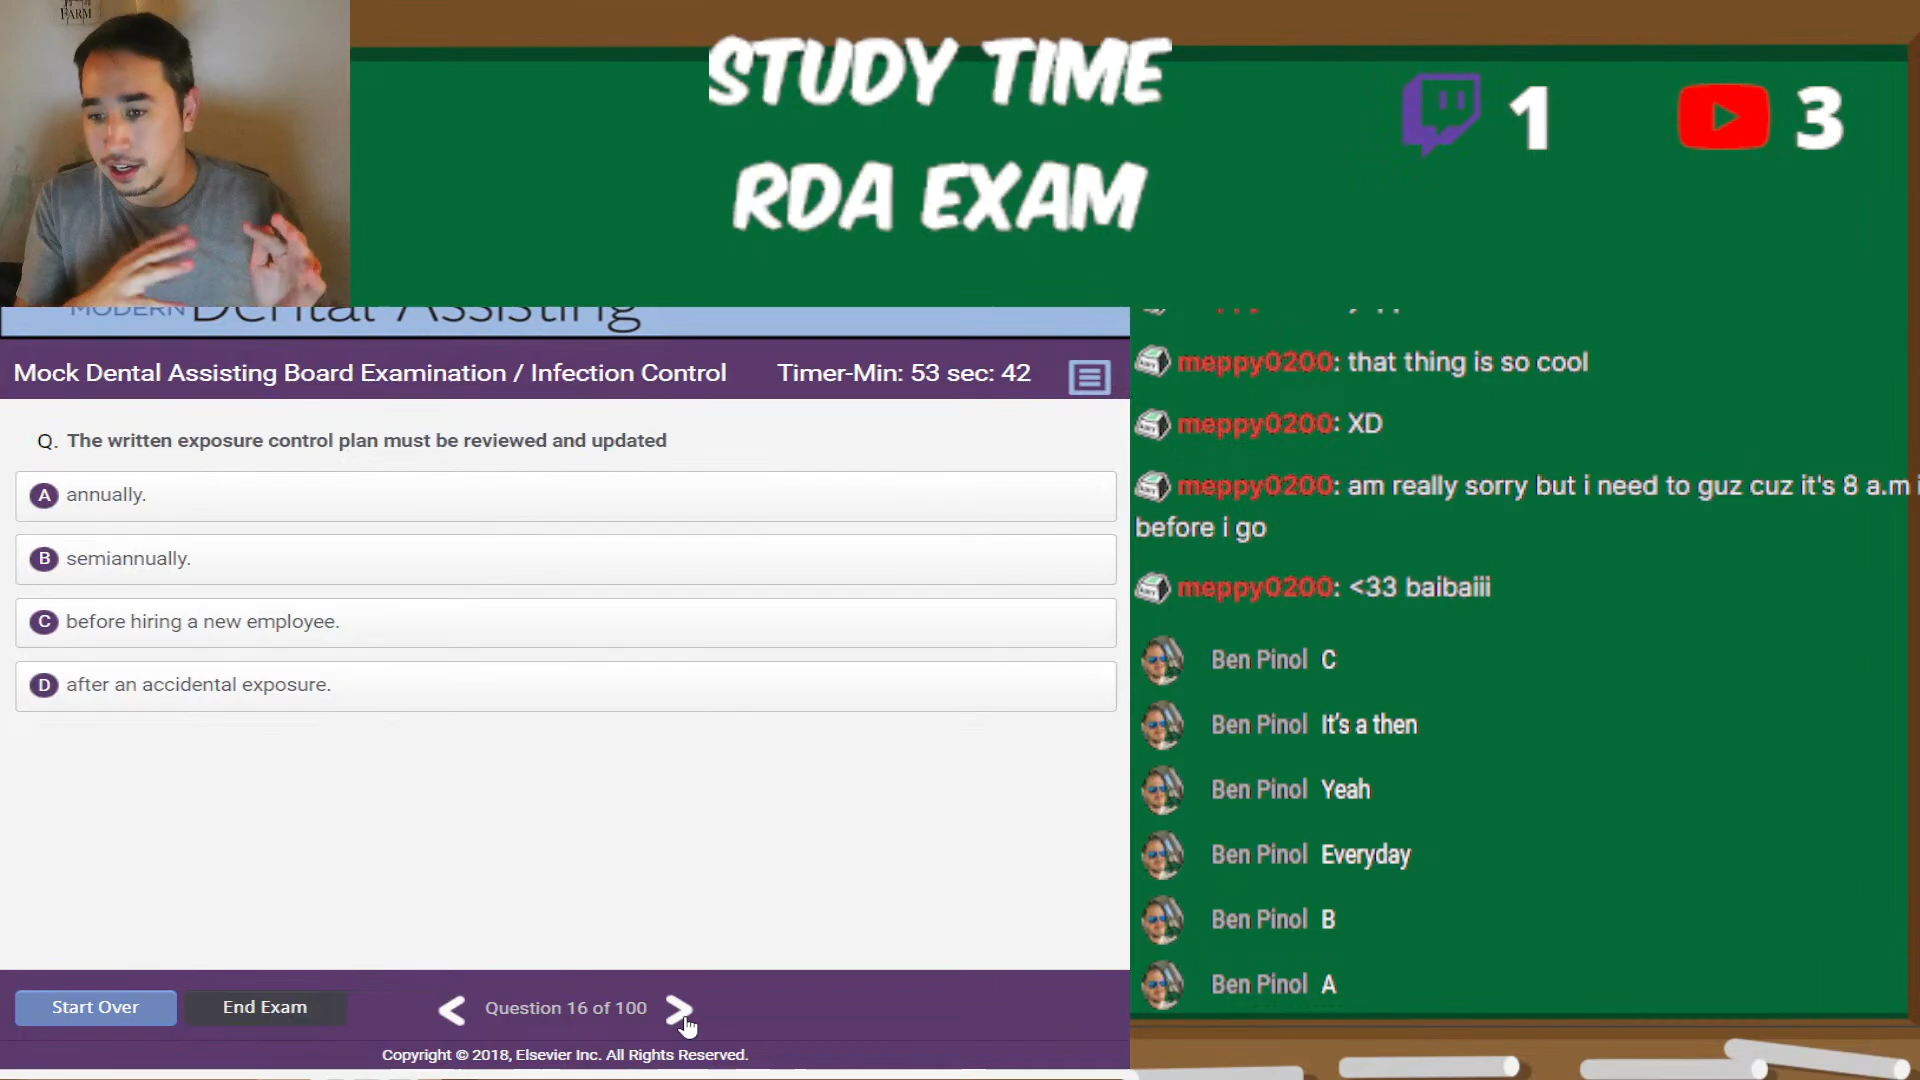 FARM
STUDY TIME
RDA EXAM
1
3
MODERN Dental Assisting
Mock Dental Assisting Board Examination / Infection Control
Timer-Min: 53 sec: 42
Q. The written exposure control plan must be reviewed and updated
A annually.
B semiannually.
C before hiring a new employee.
D after an accidental exposure.
Start Over
End Exam
Question 16 of 100
Copyright © 2018, Elsevier Inc. All Rights Reserved.
meppy0200: that thing is so cool
meppy0200: XD
meppy0200: am really sorry but i need to guz cuz it's 8 a.m i
before i go
meppy0200: <33 baibaiii
Ben Pinol C
Ben Pinol It's a then
Ben Pinol Yeah
Ben Pinol Everyday
Ben Pinol B
Ben Pinol A